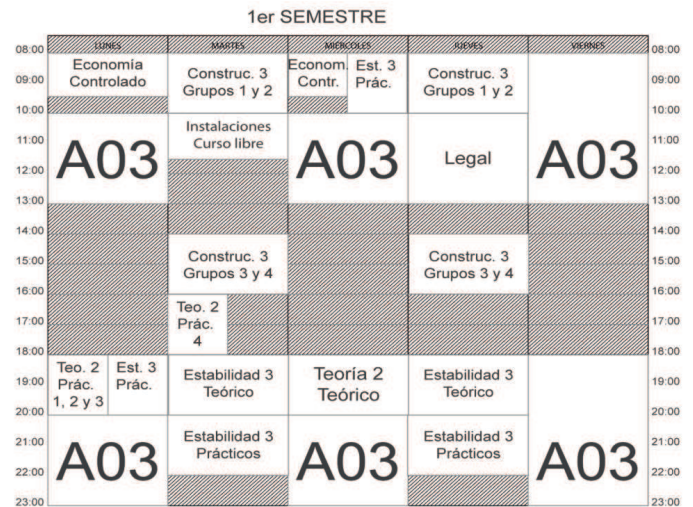 1er SEMESTRE
LUNES MARTES MIÉRCOLES JUEVES VIERNES
08:00 08:00
Economía
Controlado
Construc. 3
Grupos 1 y 2
Econom.
Contr.
Est. 3
Prác.
Construc. 3
Grupos 1 y 2
09:00 09:00
10:00 10:00
A03
Instalaciones
Curso libre
A03
Legal
A03
11:00 11:00
12:00 12:00
13:00 13:00
14:00 14:00
Construc. 3
Grupos 3 y 4
Construc. 3
Grupos 3 y 4
15:00 15:00
16:00 16:00
Teo. 2
Prác.
4
17:00 17:00
18:00 18:00
Teo. 2
Prác.
1, 2 y 3
Est. 3
Prác.
Estabilidad 3
Teórico
Teoría 2
Teórico
Estabilidad 3
Teórico
19:00 19:00
20:00 20:00
A03
Estabilidad 3
Prácticos
A03
Estabilidad 3
Prácticos
A03
21:00 21:00
22:00 22:00
23:00 23:00